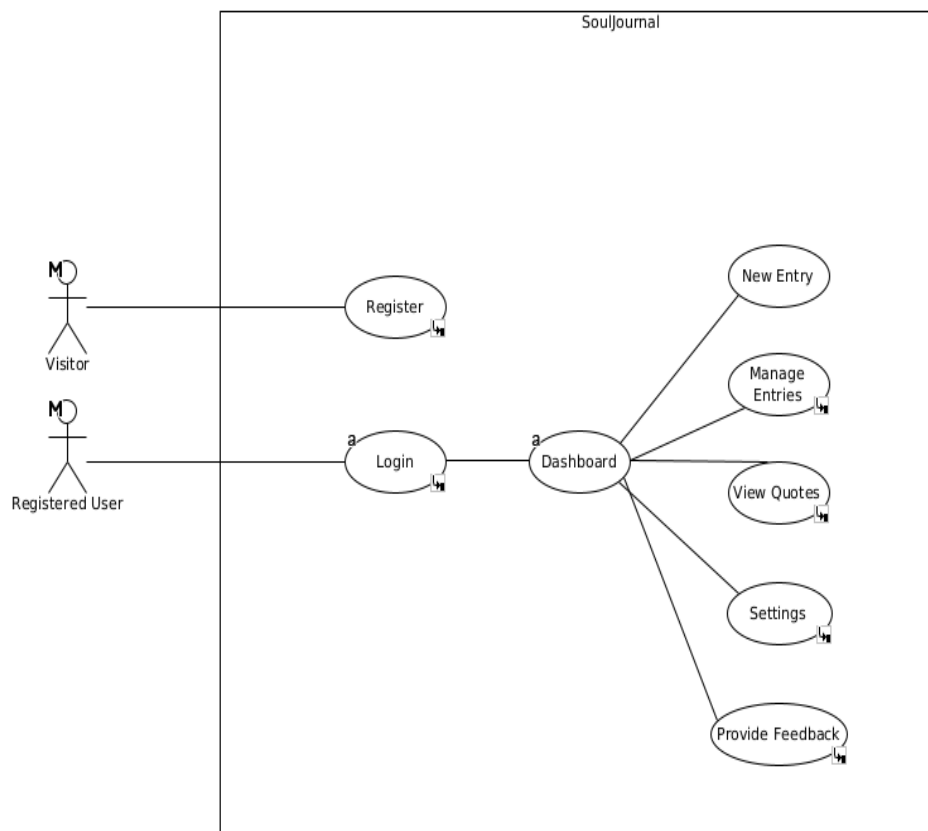 SoulJournal
M
Visitor
Register
M
Registered User
a
Login
a
Dashboard
New Entry
Manage
Entries
View Quotes
Settings
Provide Feedback